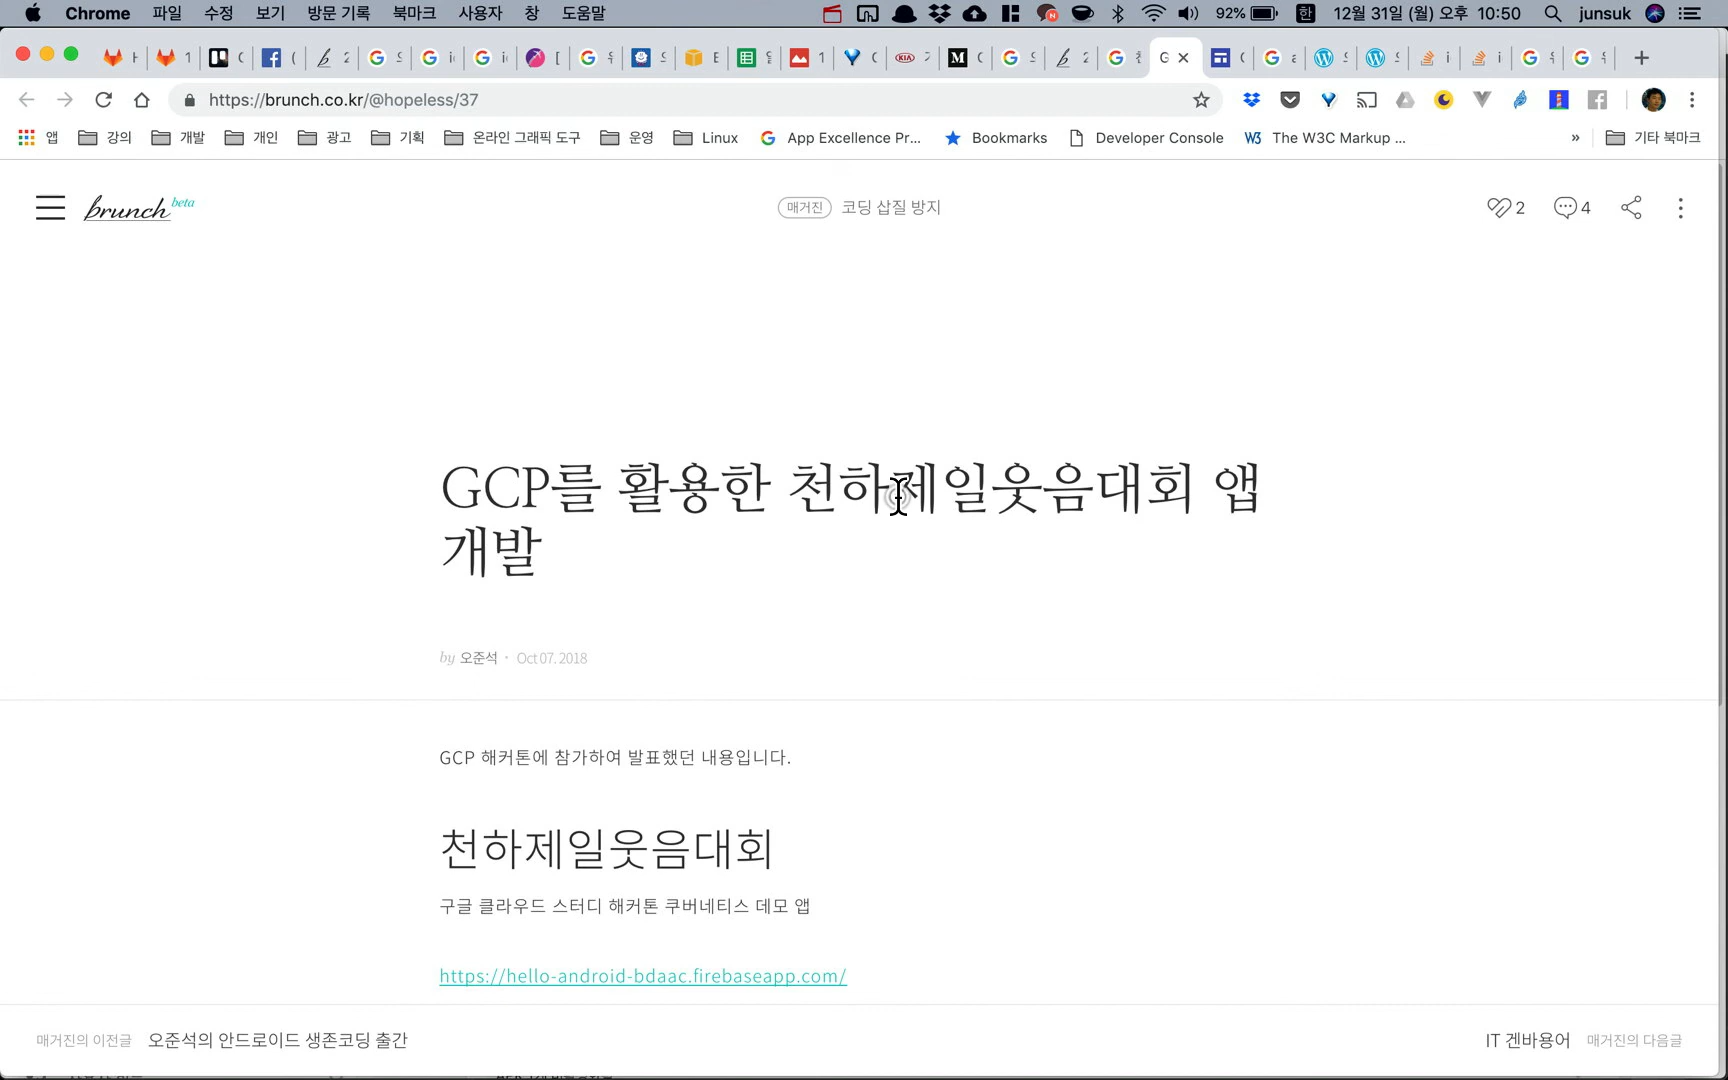 Chrome 파일 수정 보기 방문 기록 북마크 사용자 창 도움말 92% 한 12월 31일 (월) 오후 10:50 junsuk
https://brunch.co.kr/@hopeless/37
앱 강의 개발 개인 광고 기획 온라인 그래픽 도구 운영 Linux App Excellence Pr... Bookmarks Developer Console W3 The W3C Markup ... » 기타 북마크
brunch beta 매거진 코딩 삽질 방지 2 4
GCP를 활용한 천하제일웃음대회 앱
개발
by 오준석 · Oct 07. 2018
GCP 해커톤에 참가하여 발표했던 내용입니다.
천하제일웃음대회
구글 클라우드 스터디 해커톤 쿠버네티스 데모 앱
https://hello-android-bdaac.firebaseapp.com/
매거진의 이전글 오준석의 안드로이드 생존코딩 출간 IT 겐바용어 매거진의 다음글